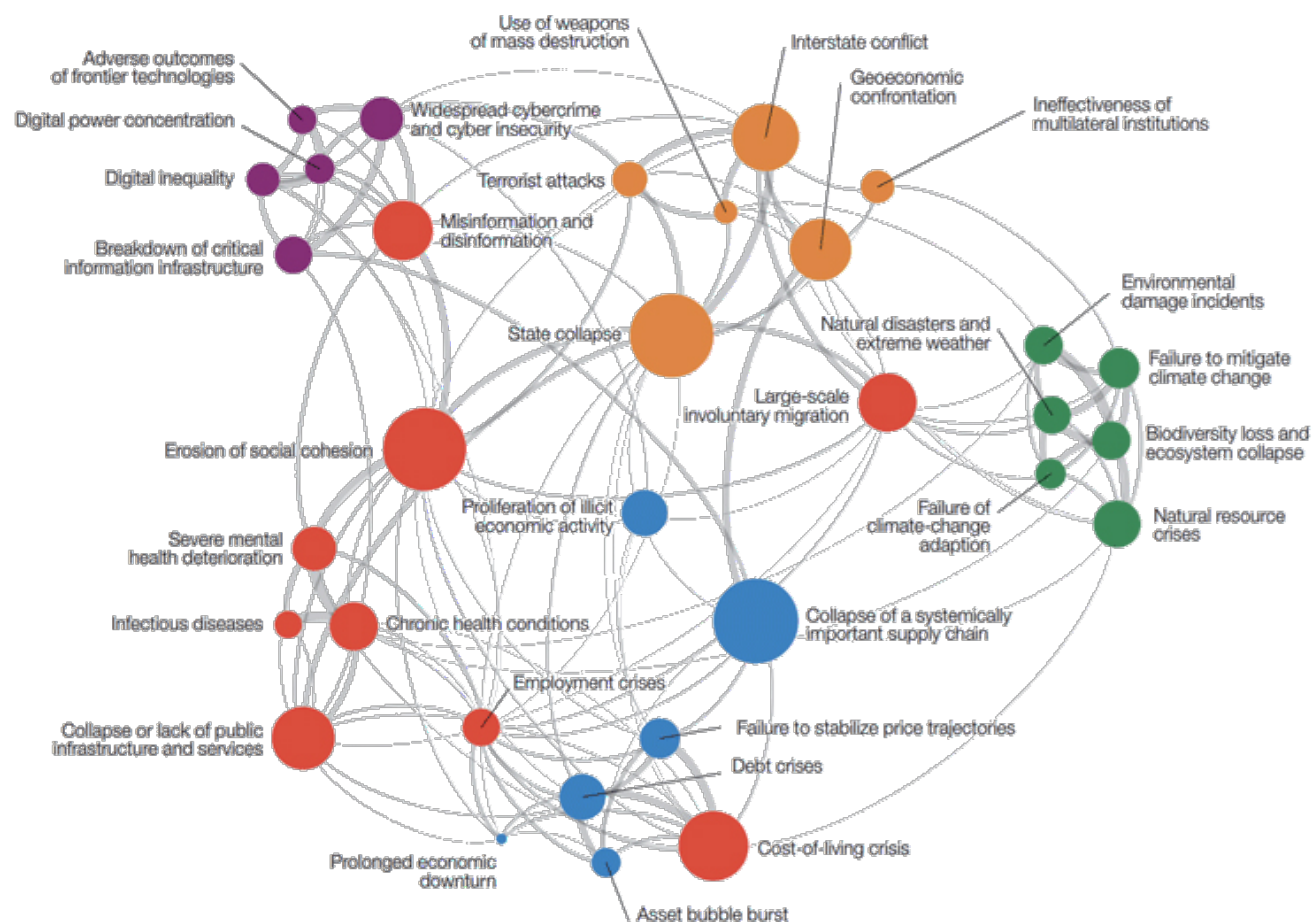 Use of weapons
of mass destruction
Interstate conflict
Adverse outcomes
of frontier technologies
Geoeconomic
confrontation
Ineffectiveness of
multilateral institutions
Digital power concentration
Widespread cybercrime
and cyber insecurity
Digital inequality
Terrorist attacks
Misinformation and
disinformation
Breakdown of critical
information infrastructure
Environmental
damage incidents
State collapse
Natural disasters and
extreme weather
Failure to mitigate
climate change
Large-scale
involuntary migration
Erosion of social cohesion
Biodiversity loss and
ecosystem collapse
Proliferation of illicit
economic activity
Failure of
climate-change
adaption
Natural resource
crises
Severe mental
health deterioration
Infectious diseases
Chronic health conditions
Collapse of a systemically
important supply chain
Employment crises
Collapse or lack of public
infrastructure and services
Failure to stabilize price trajectories
Debt crises
Cost-of-living crisis
Prolonged economic
downturn
Asset bubble burst